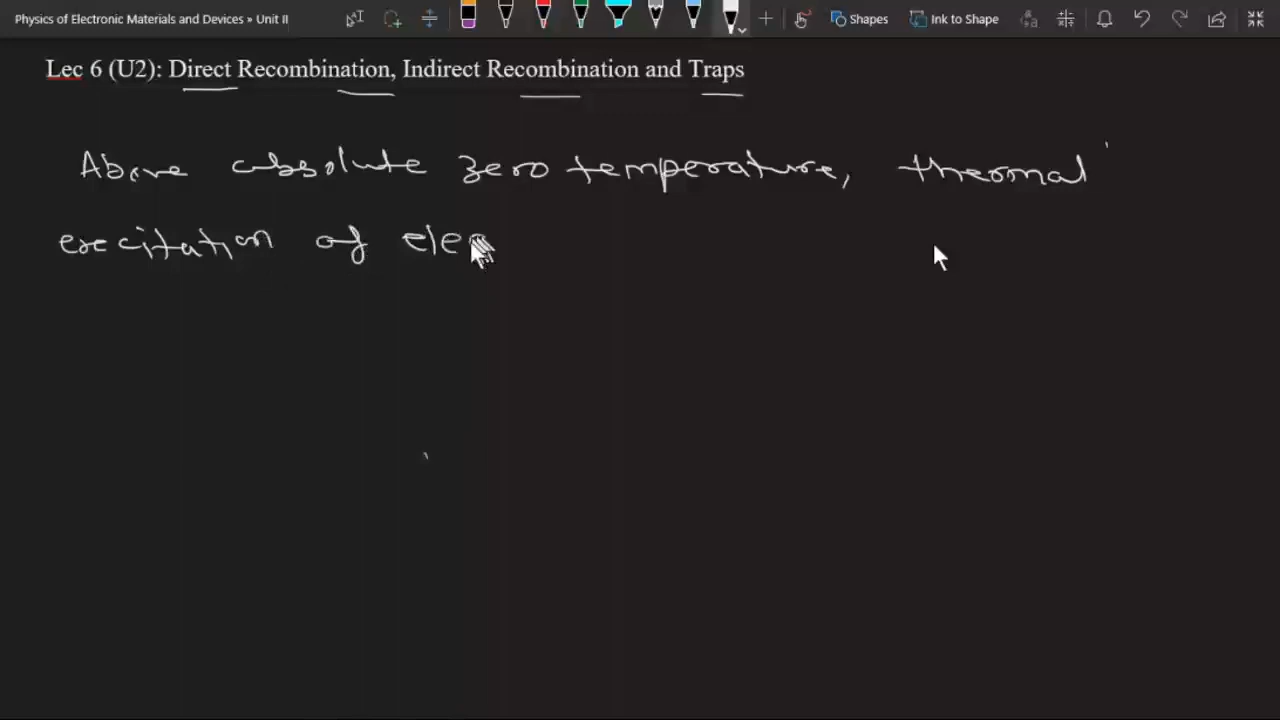 Physics of Electronic Materials and Devices » Unit II
Shapes
Ink to Shape
Lec 6 (U2): Direct Recombination, Indirect Recombination and Traps
Above absolute zero temperature, thermal
excitation of elec